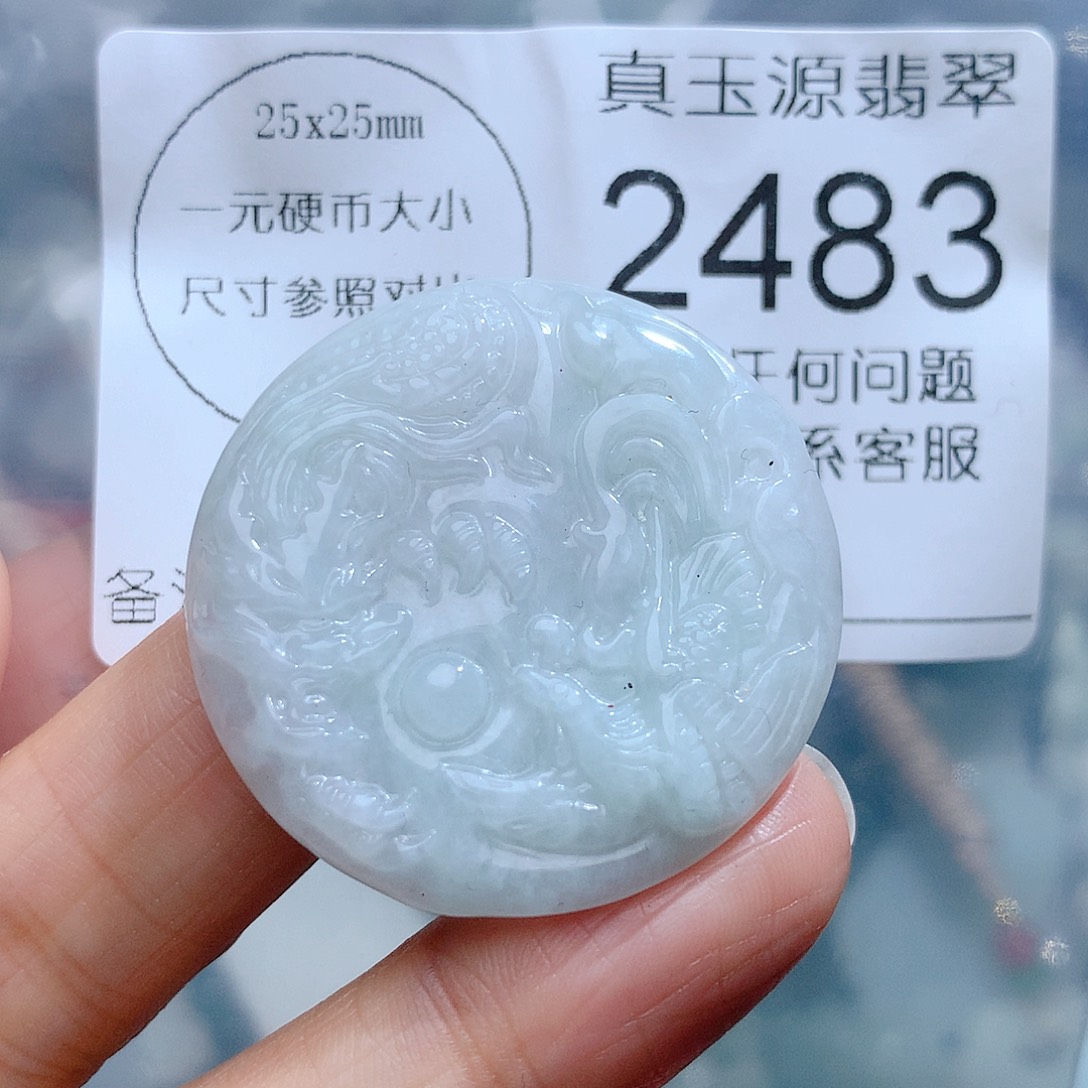 25x25mm
一元硬币大小
尺寸参照对
真玉源翡翠
2483
任何问题
系客服
备